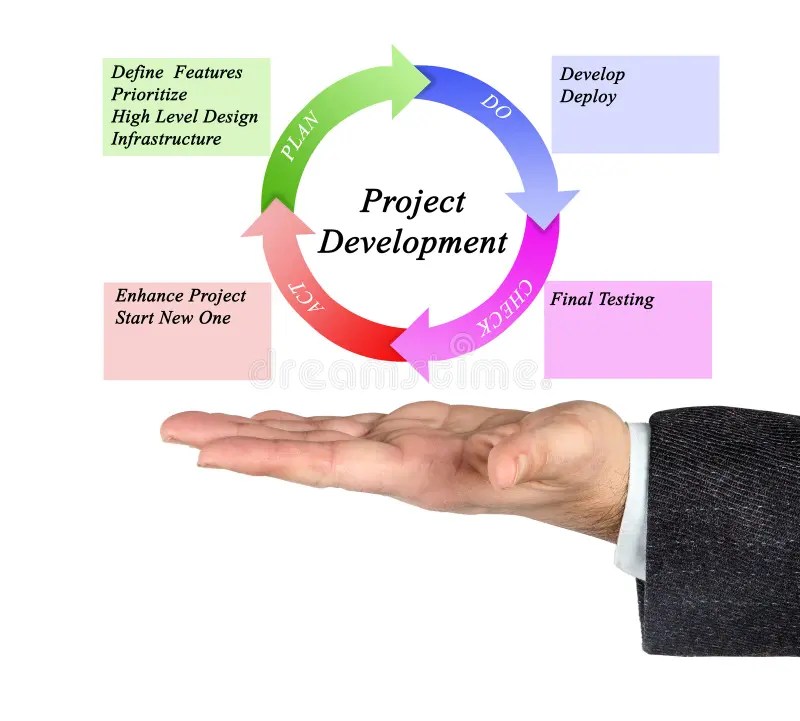 Define Features
Prioritize
High Level Design
Infrastructure
PLAN
DO
Develop
Deploy
Project
Development
Enhance Project
Start New One
ACT
CHECK
Final Testing
dreamstime.com